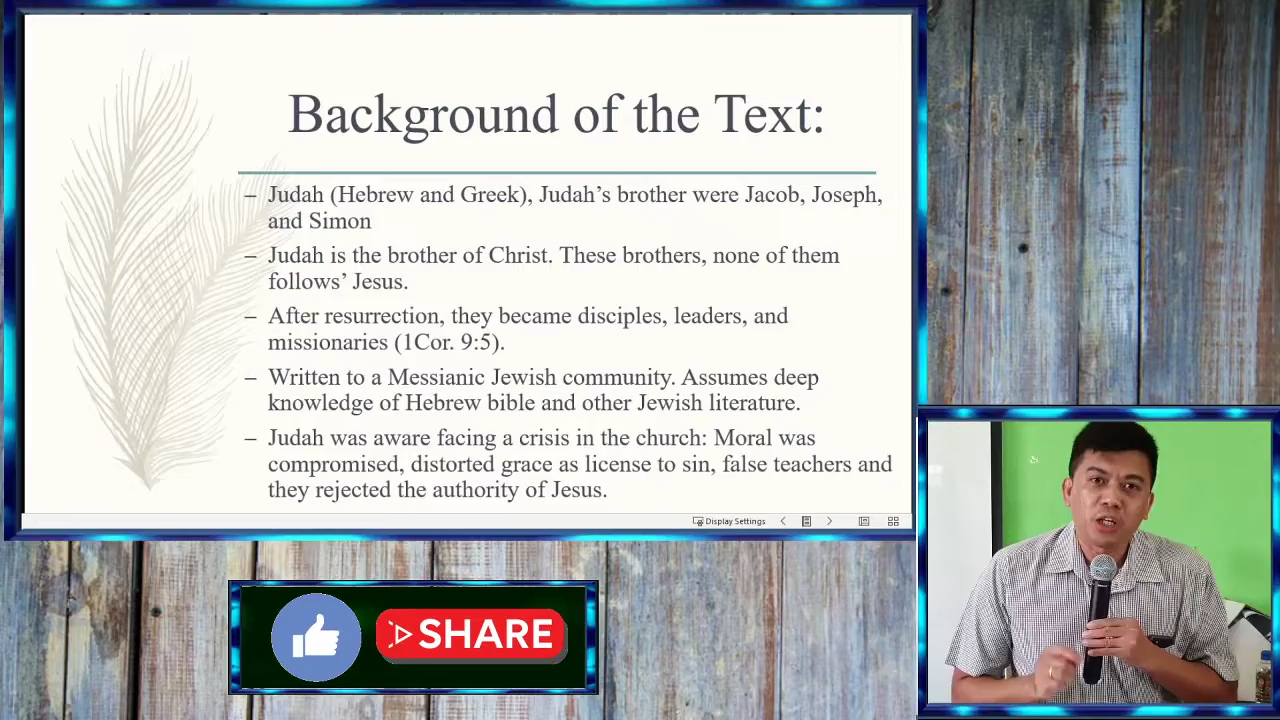 Background of the Text:
– Judah (Hebrew and Greek), Judah’s brother were Jacob, Joseph,
and Simon
– Judah is the brother of Christ. These brothers, none of them
follows’ Jesus.
– After resurrection, they became disciples, leaders, and
missionaries (1Cor. 9:5).
– Written to a Messianic Jewish community. Assumes deep
knowledge of Hebrew bible and other Jewish literature.
– Judah was aware facing a crisis in the church: Moral was
compromised, distorted grace as license to sin, false teachers and
they rejected the authority of Jesus.
Display Settings
SHARE